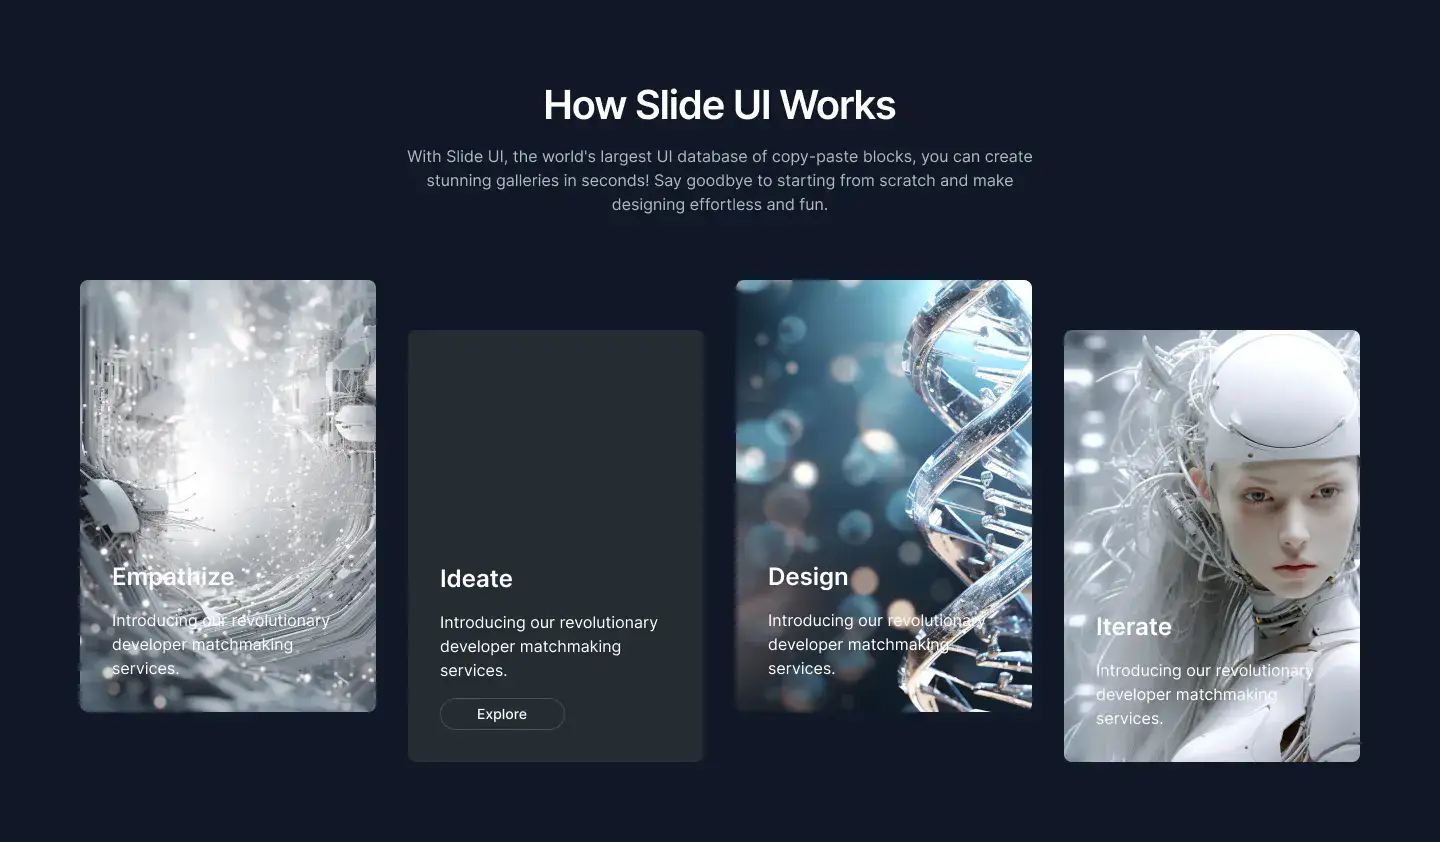 How Slide UI Works
With Slide UI, the world's largest UI database of copy-paste blocks, you can create
stunning galleries in seconds! Say goodbye to starting from scratch and make
designing effortless and fun.
Empathize
Introducing our revolutionary
developer matchmaking
services.
Ideate
Introducing our revolutionary
developer matchmaking
services.
Explore
Design
Introducing our revolutionary
developer matchmaking
services.
Iterate
Introducing our revolutionary
developer matchmaking
services.